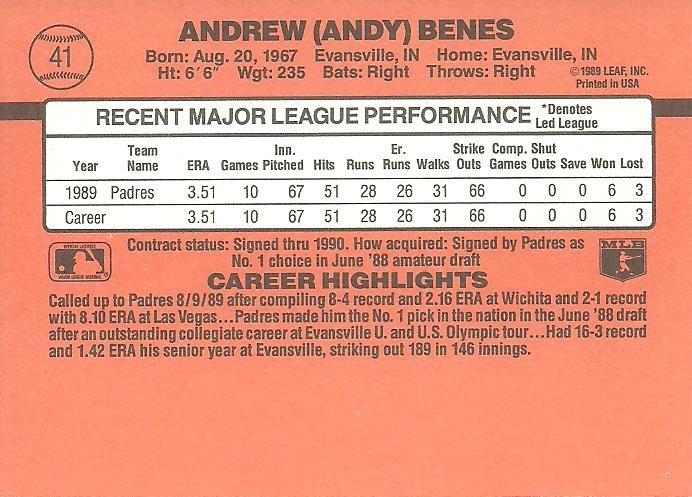 41
ANDREW (ANDY) BENES
Born: Aug. 20, 1967 Evansville, IN Home: Evansville, IN
Ht: 6´6" Wgt: 235 Bats: Right Throws: Right
©1989 LEAF, INC.
Printed in USA
RECENT MAJOR LEAGUE PERFORMANCE *Denotes Led League
Year Team Name ERA Games Inn. Pitched Hits Runs Er. Runs Walks Strike Outs Comp. Games Shut Outs Save Won Lost
1989 Padres 3.51 10 67 51 28 26 31 66 0 0 0 6 3
Career 3.51 10 67 51 28 26 31 66 0 0 0 6 3
Contract status: Signed thru 1990. How acquired: Signed by Padres as
No. 1 choice in June '88 amateur draft
OFFICIAL LICENSEE
MAJOR LEAGUE BASEBALL
MLB
CAREER HIGHLIGHTS
Called up to Padres 8/9/89 after compiling 8-4 record and 2.16 ERA at Wichita and 2-1 record
with 8.10 ERA at Las Vegas...Padres made him the No. 1 pick in the nation in the June '88 draft
after an outstanding collegiate career at Evansville U. and U.S. Olympic tour...Had 16-3 record
and 1.42 ERA his senior year at Evansville, striking out 189 in 146 innings.